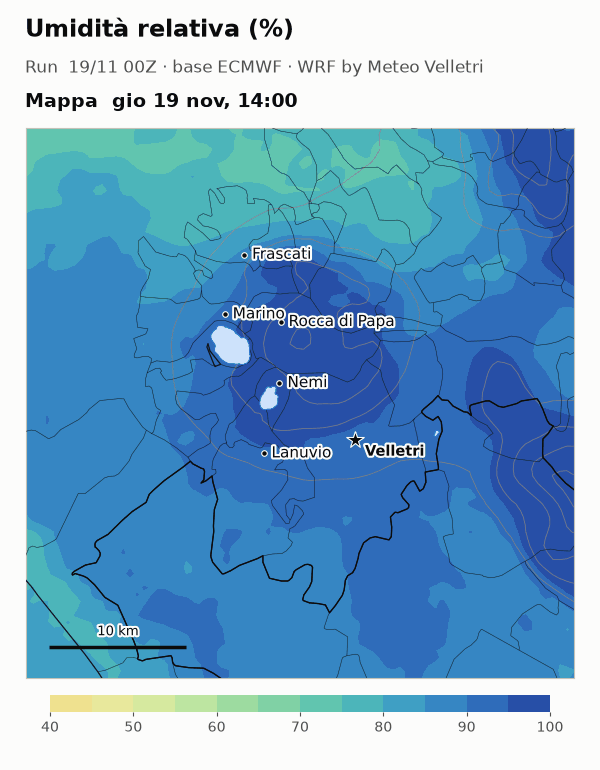 Umidità relativa (%)
Run  19/11 00Z · base ECMWF · WRF by Meteo Velletri
Mappa  gio 19 nov, 14:00
Frascati
Marino
Rocca di Papa
Nemi
Velletri
Lanuvio
10 km
40 50 60 70 80 90 100